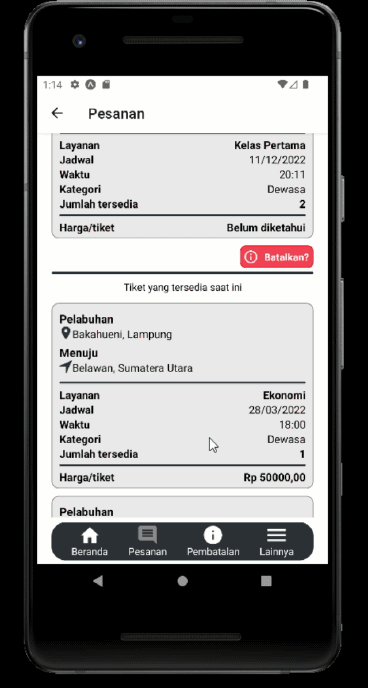 1:14
Pesanan
Layanan Kelas Pertama
Jadwal 11/12/2022
Waktu 20:11
Kategori Dewasa
Jumlah tersedia 2
Harga/tiket Belum diketahui
Batalkan?
Tiket yang tersedia saat ini
Pelabuhan
Bakahueni, Lampung
Menuju
Belawan, Sumatera Utara
Layanan Ekonomi
Jadwal 28/03/2022
Waktu 18:00
Kategori Dewasa
Jumlah tersedia 1
Harga/tiket Rp 50000,00
Pelabuhan
Beranda Pesanan Pembatalan Lainnya